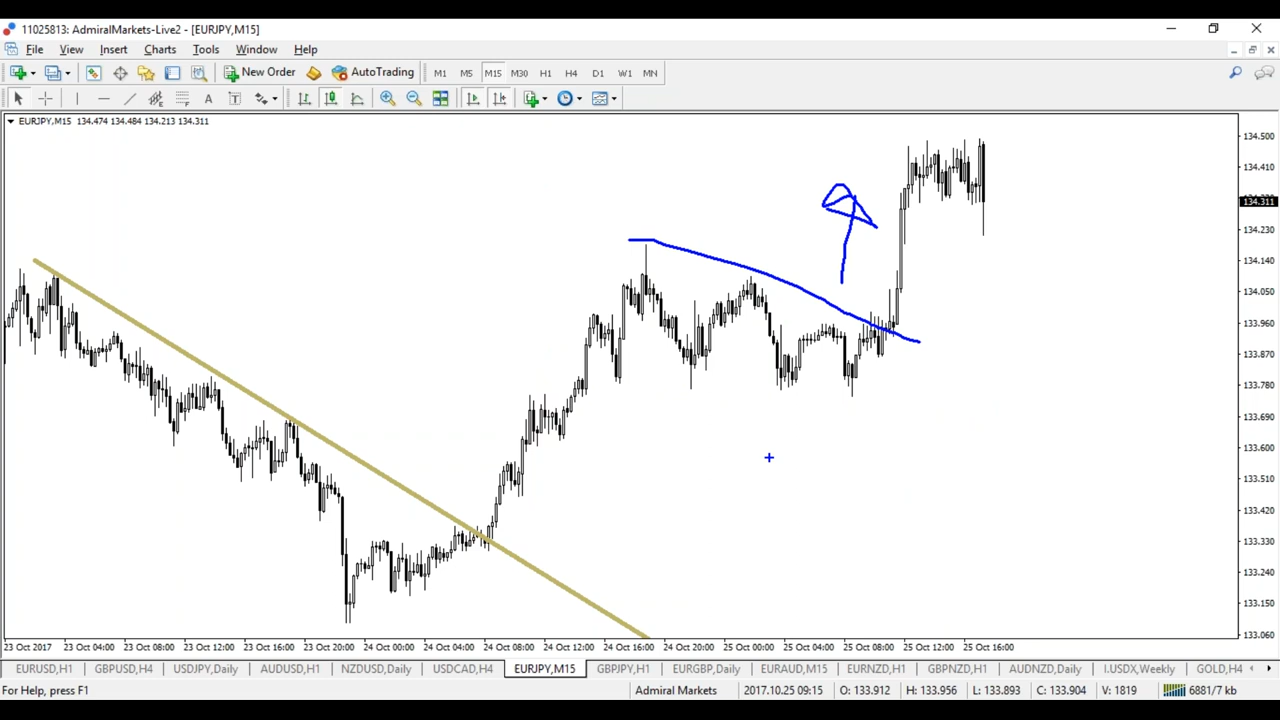 11025813: AdmiralMarkets-Live2 - [EURJPY,M15]
File View Insert Charts Tools Window Help
New Order AutoTrading M1 M5 M15 M30 H1 H4 D1 W1 MN
A T
EURJPY,M15 134.474 134.484 134.213 134.311
134.500
134.410
134.311
134.230
134.140
134.050
133.960
133.870
133.780
133.690
133.600
133.510
133.420
133.330
133.240
133.150
133.060
23 Oct 2017 23 Oct 04:00 23 Oct 08:00 23 Oct 12:00 23 Oct 16:00 23 Oct 20:00 24 Oct 00:00 24 Oct 04:00 24 Oct 08:00 24 Oct 12:00 24 Oct 16:00 24 Oct 20:00 25 Oct 00:00 25 Oct 04:00 25 Oct 08:00 25 Oct 12:00 25 Oct 16:00
EURUSD,H1 GBPUSD,H4 USDJPY,Daily AUDUSD,H1 NZDUSD,Daily USDCAD,H4 EURJPY,M15 GBPJPY,H1 EURGBP,Daily EURAUD,M15 EURNZD,H1 GBPNZD,H1 AUDNZD,Daily I.USDX,Weekly GOLD,H4
For Help, press F1 Admiral Markets 2017.10.25 09:15 O: 133.912 H: 133.956 L: 133.893 C: 133.904 V: 1819 6881/7 kb